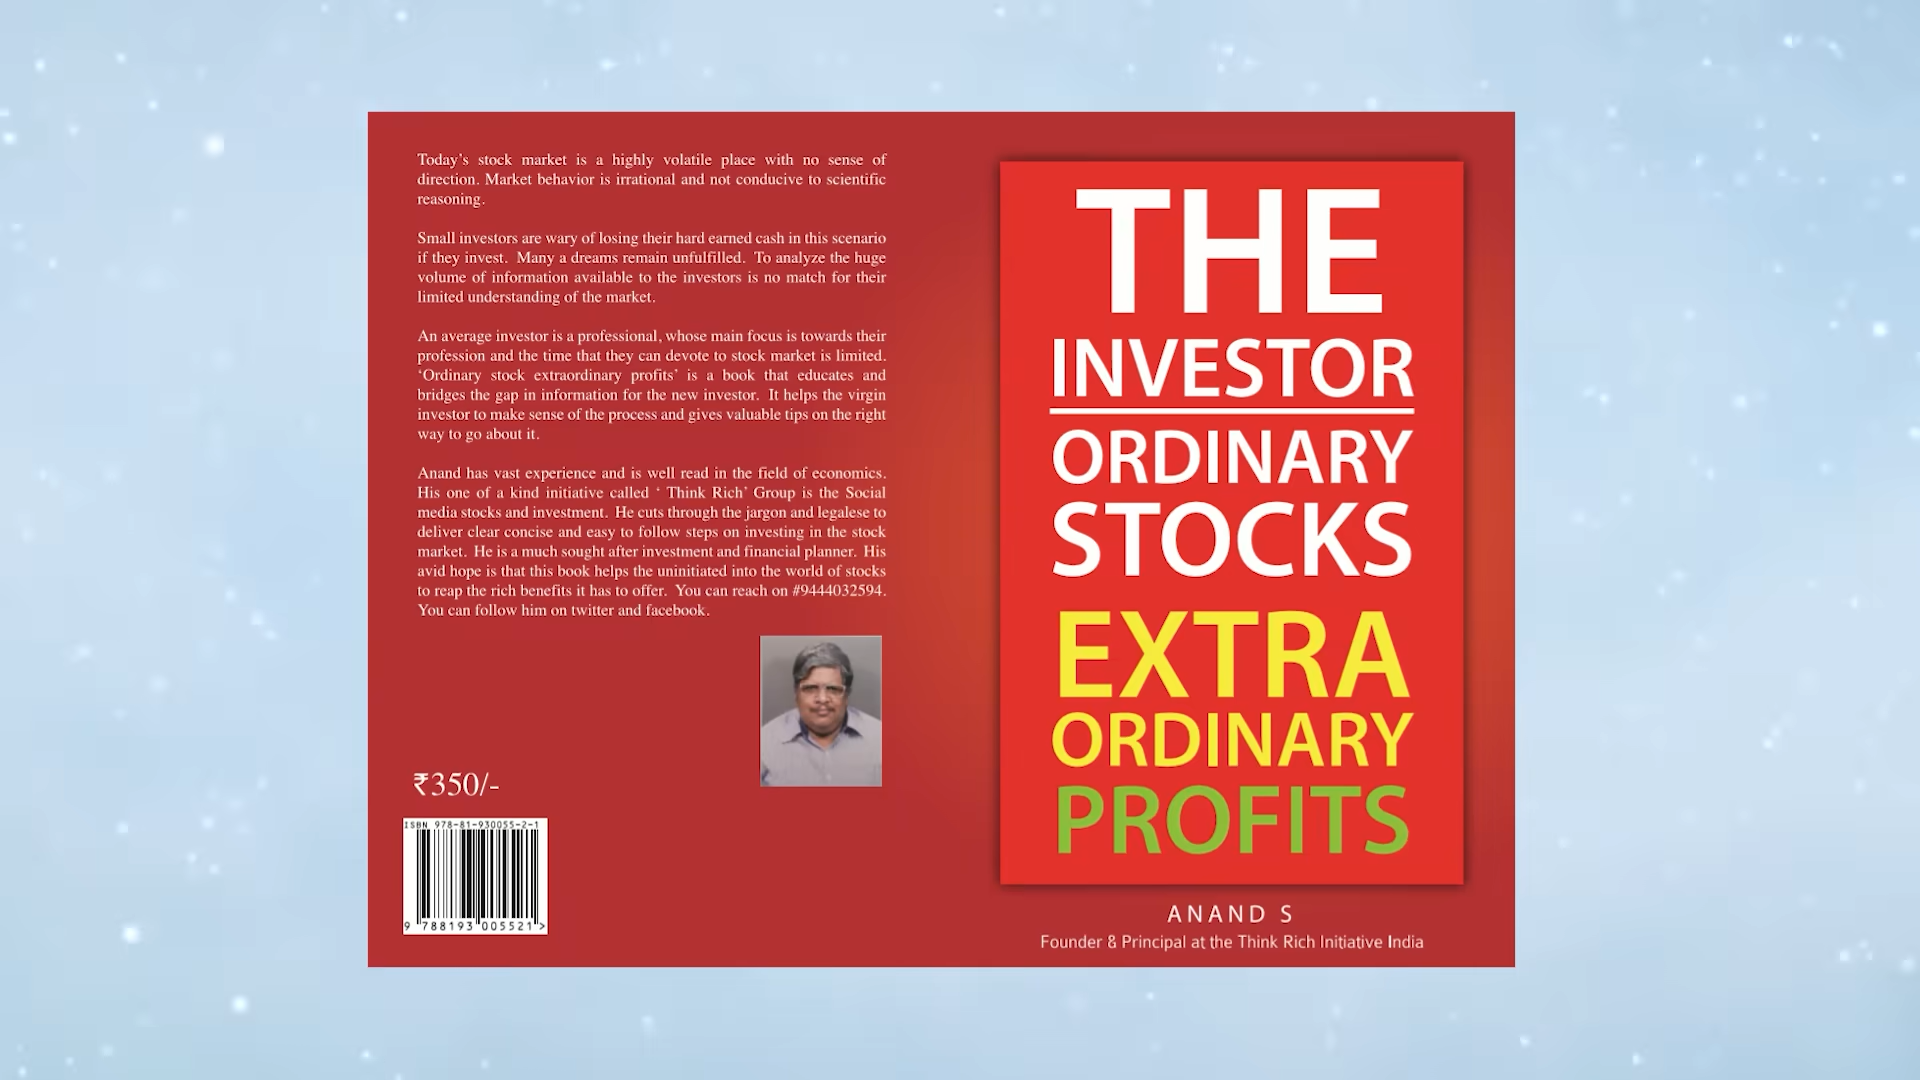 Today's stock market is a highly volatile place with no sense of
direction. Market behavior is irrational and not conducive to scientific
reasoning.
Small investors are wary of losing their hard earned cash in this scenario
if they invest. Many a dreams remain unfulfilled. To analyze the huge
volume of information available to the investors is no match for their
limited understanding of the market.
An average investor is a professional, whose main focus is towards their
profession and the time that they can devote to stock market is limited.
‘Ordinary stock extraordinary profits’ is a book that educates and
bridges the gap in information for the new investor. It helps the virgin
investor to make sense of the process and gives valuable tips on the right
way to go about it.
Anand has vast experience and is well read in the field of economics.
His one of a kind initiative called ‘ Think Rich’ Group is the Social
media stocks and investment. He cuts through the jargon and legalese to
deliver clear concise and easy to follow steps on investing in the stock
market. He is a much sought after investment and financial planner. His
avid hope is that this book helps the uninitiated into the world of stocks
to reap the rich benefits it has to offer. You can reach on #9444032594.
You can follow him on twitter and facebook.
₹350/-
ISBN 978-81-930055-2-1
9 788193 005521 >
THE
INVESTOR
ORDINARY
STOCKS
EXTRA
ORDINARY
PROFITS
ANAND S
Founder & Principal at the Think Rich Initiative India